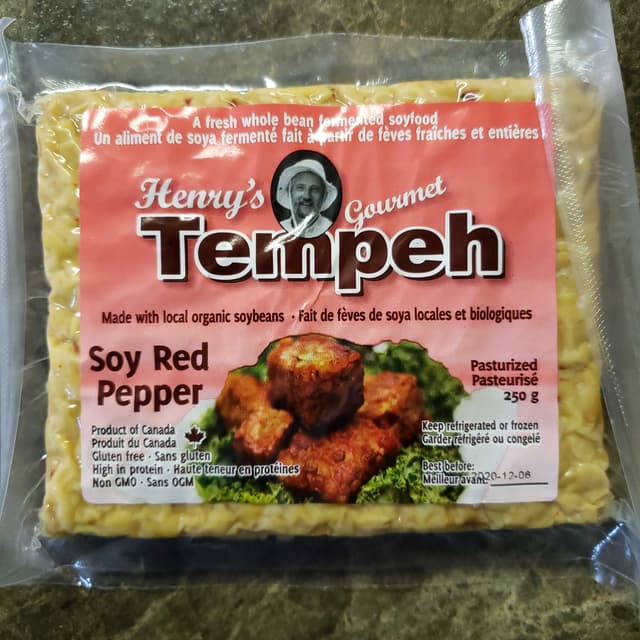 A fresh whole bean fermented soyfood
Un aliment de soya fermenté fait à partir de fèves fraîches et entières
Henry's Gourmet
Tempeh
Made with local organic soybeans · Fait de fèves de soya locales et biologiques
Soy Red
Pepper
Pasturized
Pasteurisé
250 g
Product of Canada
Produit du Canada
Gluten free · Sans gluten
High in protein · Haute teneur en protéines
Non GMO · Sans OGM
Keep refrigerated or frozen
Garder réfrigéré ou congelé
Best before:
Meilleur avant: 2020-12-06